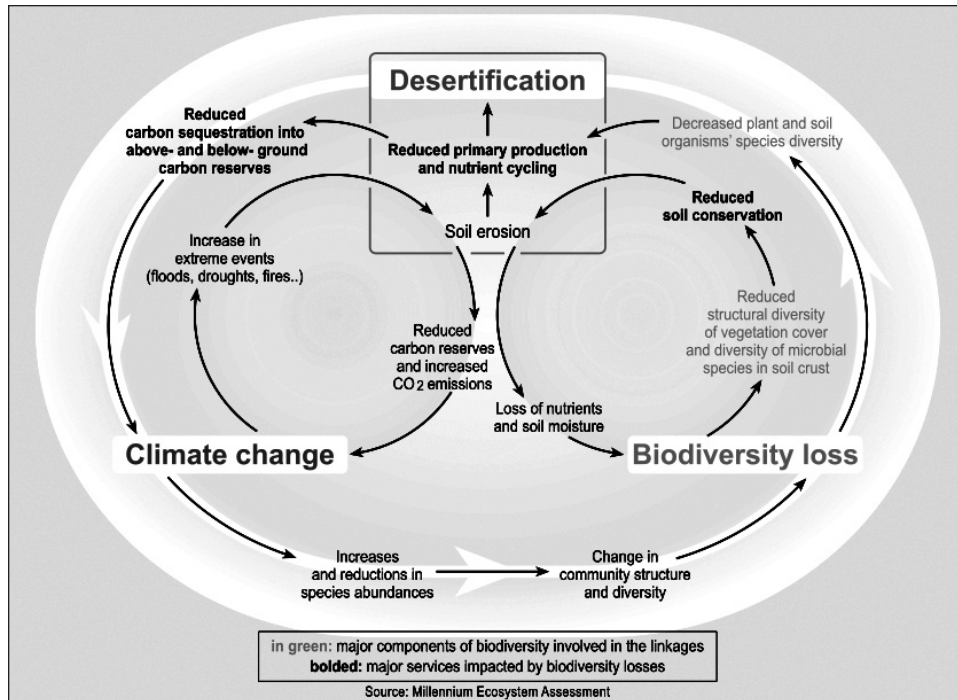 Desertification
Reduced
carbon sequestration into
above- and below- ground
carbon reserves
Reduced primary production
and nutrient cycling
Decreased plant and soil
organisms' species diversity
Reduced
soil conservation
Soil erosion
Increase in
extreme events
(floods, droughts, fires..)
Reduced
structural diversity
of vegetation cover
and diversity of microbial
species in soil crust
Reduced
carbon reserves
and increased
CO2 emissions
Loss of nutrients
and soil moisture
Climate change
Biodiversity loss
Increases
and reductions in
species abundances
Change in
community structure
and diversity
in green: major components of biodiversity involved in the linkages
bolded: major services impacted by biodiversity losses
Source: Millennium Ecosystem Assessment